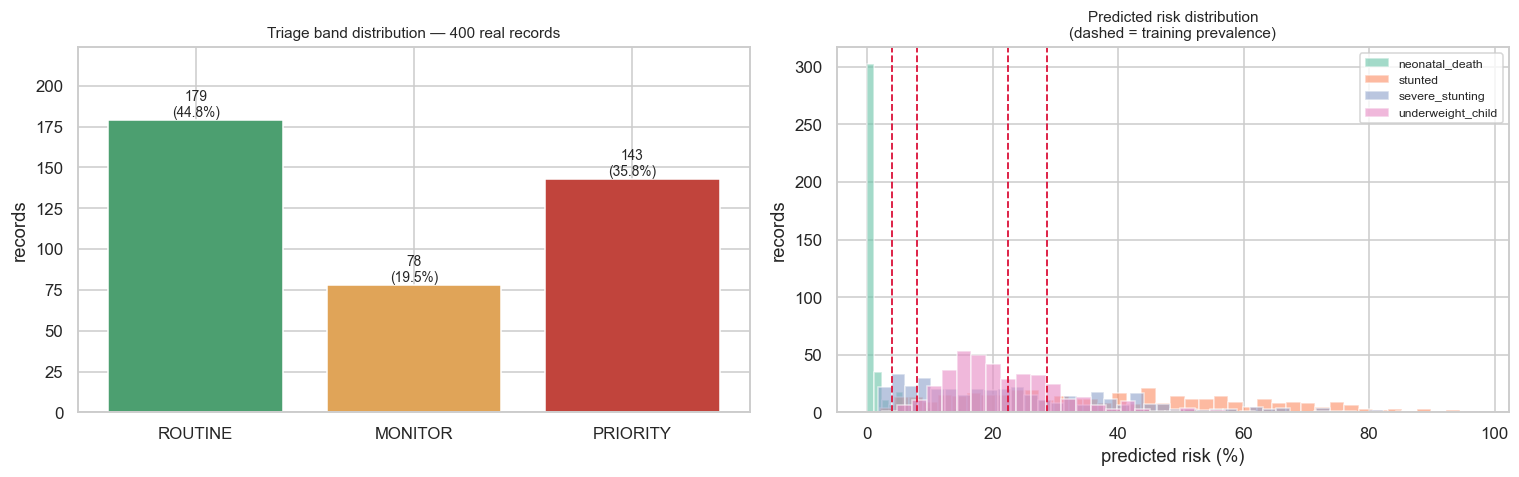 Triage band distribution — 400 real records
records
200
175
150
125
100
75
50
25
0
179
(44.8%)
78
(19.5%)
143
(35.8%)
ROUTINE
MONITOR
PRIORITY
Predicted risk distribution
(dashed = training prevalence)
records
300
250
200
150
100
50
0
neonatal_death
stunted
severe_stunting
underweight_child
0
20
40
60
80
100
predicted risk (%)